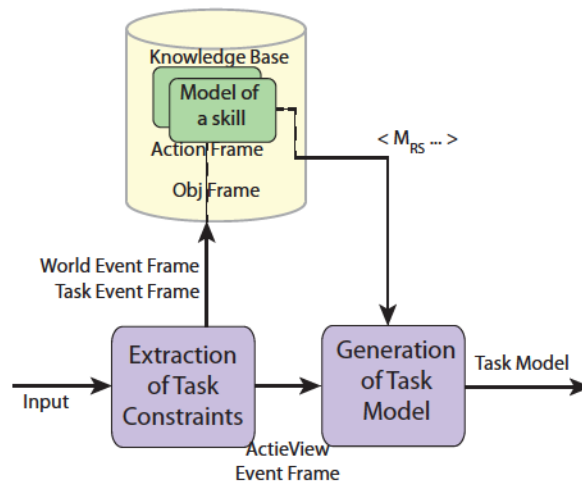 Knowledge Base
Model of
a skill
Action Frame
Obj Frame
< M_RS ... >
World Event Frame
Task Event Frame
Extraction
of Task
Constraints
Generation
of Task
Model
Input
Task Model
ActieView
Event Frame